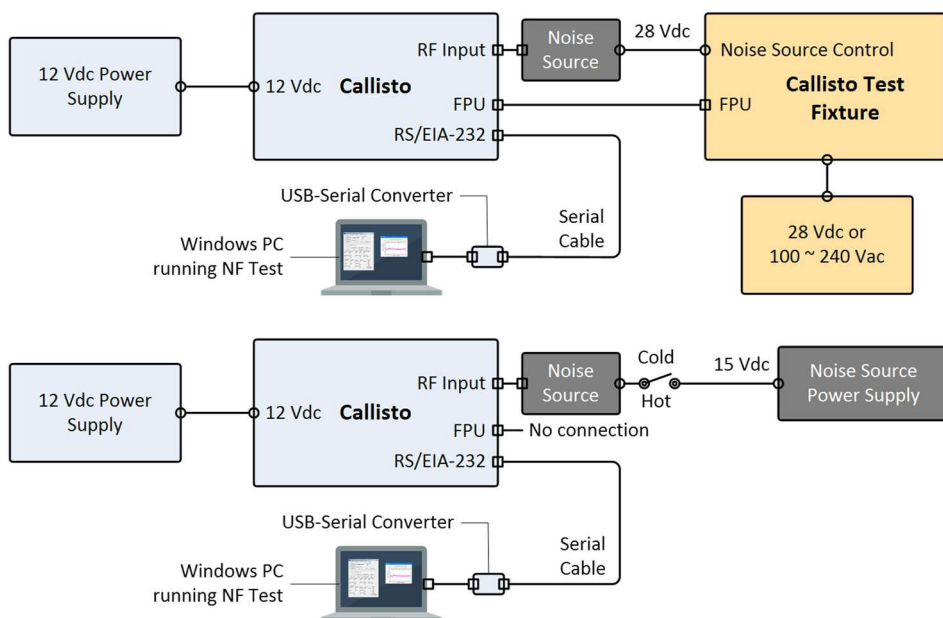 12 Vdc Power
Supply
12 Vdc
Callisto
RF Input
FPU
RS/EIA-232
Noise
Source
28 Vdc
Noise Source Control
Callisto Test
Fixture
FPU
28 Vdc or
100 ~ 240 Vac
USB-Serial Converter
Serial
Cable
Windows PC
running NF Test
12 Vdc Power
Supply
12 Vdc
Callisto
RF Input
FPU
RS/EIA-232
Noise
Source
Cold
Hot
15 Vdc
Noise Source
Power Supply
No connection
USB-Serial Converter
Serial
Cable
Windows PC
running NF Test